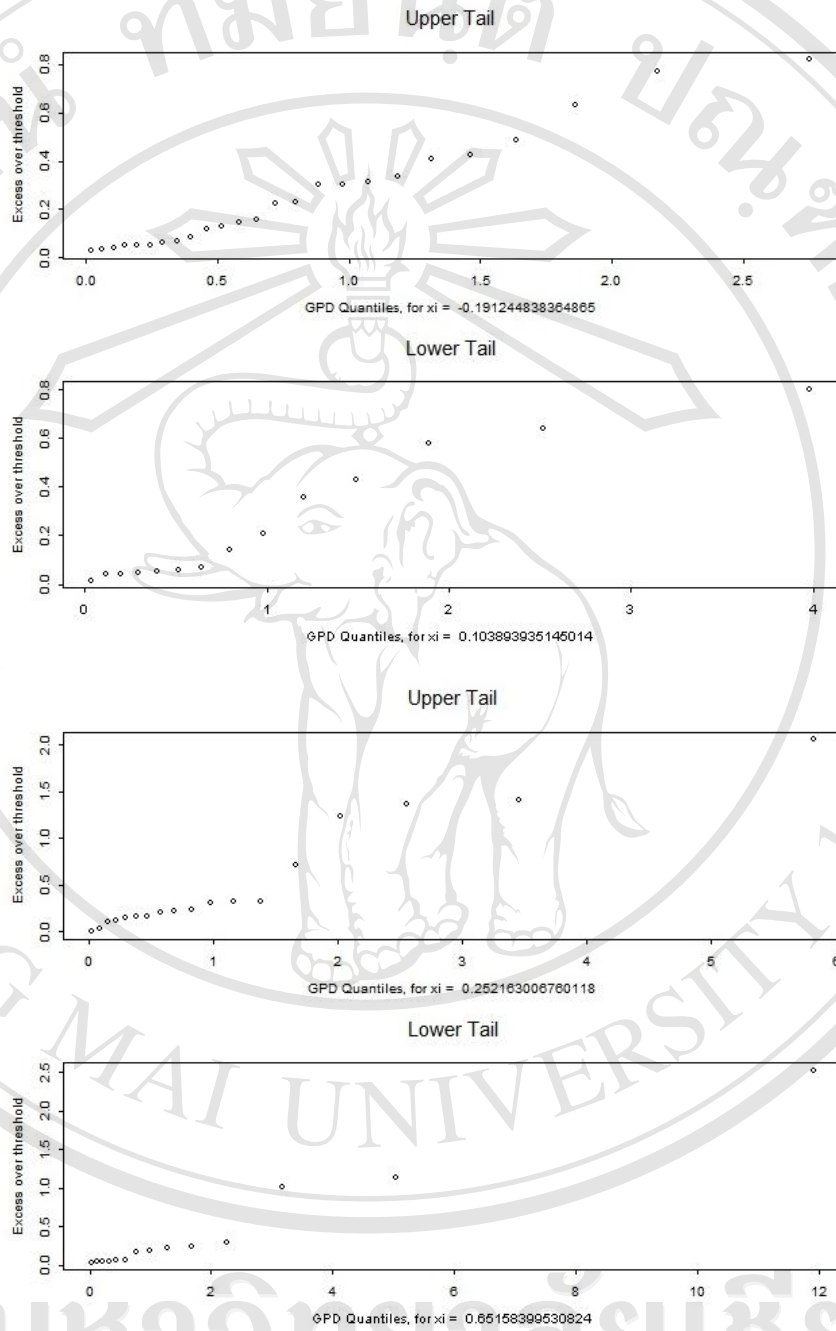 Upper Tail
Excess over threshold
0.0 0.2 0.4 0.6 0.8
0.0 0.5 1.0 1.5 2.0 2.5
GPD Quantiles, for xi = -0.191244838364865
Lower Tail
Excess over threshold
0.0 0.2 0.4 0.6 0.8
0 1 2 3 4
GPD Quantiles, for xi = 0.103893935145014
Upper Tail
Excess over threshold
0.0 0.5 1.0 1.5 2.0
0 1 2 3 4 5 6
GPD Quantiles, for xi = 0.252163006760118
Lower Tail
Excess over threshold
0.0 0.5 1.0 1.5 2.0 2.5
0 2 4 6 8 10 12
GPD Quantiles, for xi = 0.65158399530824
G MAI UNIVERSITY